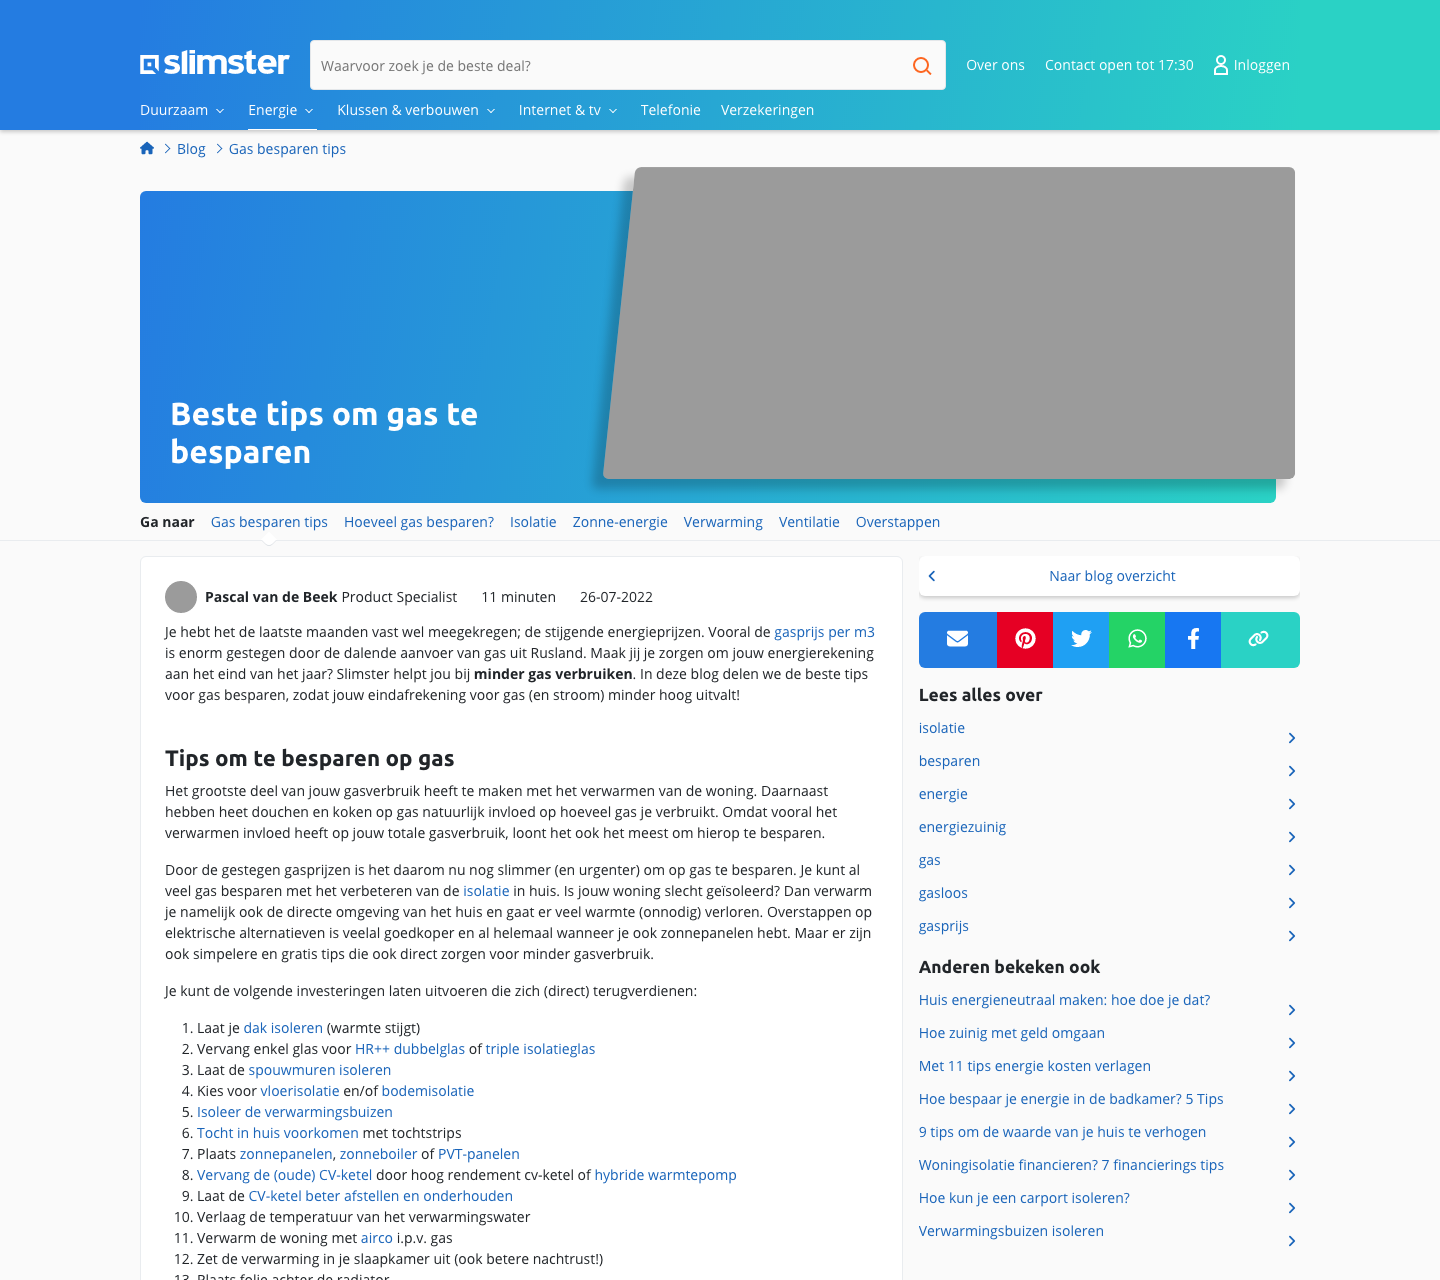 slimster
Waarvoor zoek je de beste deal?
Over ons
Contact open tot 17:30
Inloggen
Duurzaam
Energie
Klussen & verbouwen
Internet & tv
Telefonie
Verzekeringen
Blog
Gas besparen tips
Beste tips om gas te
besparen
Ga naar
Gas besparen tips
Hoeveel gas besparen?
Isolatie
Zonne-energie
Verwarming
Ventilatie
Overstappen
Pascal van de Beek Product Specialist
11 minuten
26-07-2022
Je hebt het de laatste maanden vast wel meegekregen; de stijgende energieprijzen. Vooral de gasprijs per m3
is enorm gestegen door de dalende aanvoer van gas uit Rusland. Maak jij je zorgen om jouw energierekening
aan het eind van het jaar? Slimster helpt jou bij minder gas verbruiken. In deze blog delen we de beste tips
voor gas besparen, zodat jouw eindafrekening voor gas (en stroom) minder hoog uitvalt!
Tips om te besparen op gas
Het grootste deel van jouw gasverbruik heeft te maken met het verwarmen van de woning. Daarnaast
hebben heet douchen en koken op gas natuurlijk invloed op hoeveel gas je verbruikt. Omdat vooral het
verwarmen invloed heeft op jouw totale gasverbruik, loont het ook het meest om hierop te besparen.
Door de gestegen gasprijzen is het daarom nu nog slimmer (en urgenter) om op gas te besparen. Je kunt al
veel gas besparen met het verbeteren van de isolatie in huis. Is jouw woning slecht geïsoleerd? Dan verwarm
je namelijk ook de directe omgeving van het huis en gaat er veel warmte (onnodig) verloren. Overstappen op
elektrische alternatieven is veelal goedkoper en al helemaal wanneer je ook zonnepanelen hebt. Maar er zijn
ook simpelere en gratis tips die ook direct zorgen voor minder gasverbruik.
Je kunt de volgende investeringen laten uitvoeren die zich (direct) terugverdienen:
1. Laat je dak isoleren (warmte stijgt)
2. Vervang enkel glas voor HR++ dubbelglas of triple isolatieglas
3. Laat de spouwmuren isoleren
4. Kies voor vloerisolatie en/of bodemisolatie
5. Isoleer de verwarmingsbuizen
6. Tocht in huis voorkomen met tochtstrips
7. Plaats zonnepanelen, zonneboiler of PVT-panelen
8. Vervang de (oude) CV-ketel door hoog rendement cv-ketel of hybride warmtepomp
9. Laat de CV-ketel beter afstellen en onderhouden
10. Verlaag de temperatuur van het verwarmingswater
11. Verwarm de woning met airco i.p.v. gas
12. Zet de verwarming in je slaapkamer uit (ook betere nachtrust!)
13. Plaats folie achter de radiator
Naar blog overzicht
Lees alles over
isolatie
besparen
energie
energiezuinig
gas
gasloos
gasprijs
Anderen bekeken ook
Huis energieneutraal maken: hoe doe je dat?
Hoe zuinig met geld omgaan
Met 11 tips energie kosten verlagen
Hoe bespaar je energie in de badkamer? 5 Tips
9 tips om de waarde van je huis te verhogen
Woningisolatie financieren? 7 financierings tips
Hoe kun je een carport isoleren?
Verwarmingsbuizen isoleren